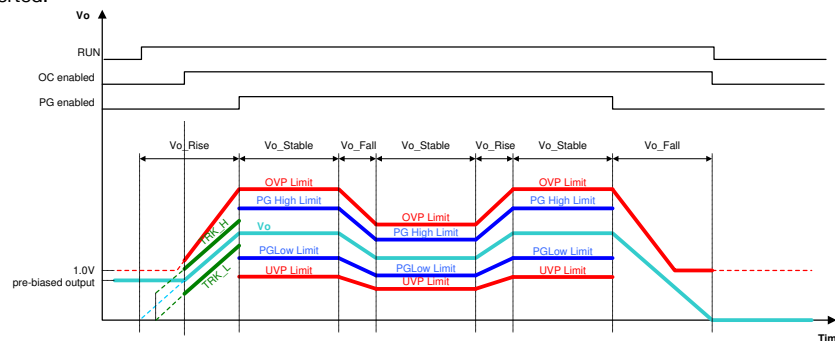 erted.
Vo
RUN
OC enabled
PG enabled
Vo_Rise Vo_Stable Vo_Fall Vo_Stable Vo_Rise Vo_Stable Vo_Fall
OVP Limit OVP Limit
PG High Limit PG High Limit
TRK_H
OVP Limit
Vo
PG High Limit
PGLow Limit PGLow Limit
1.0V
PGLow Limit
TRK_L
UVP Limit UVP Limit
pre-biased output
UVP Limit
Tim